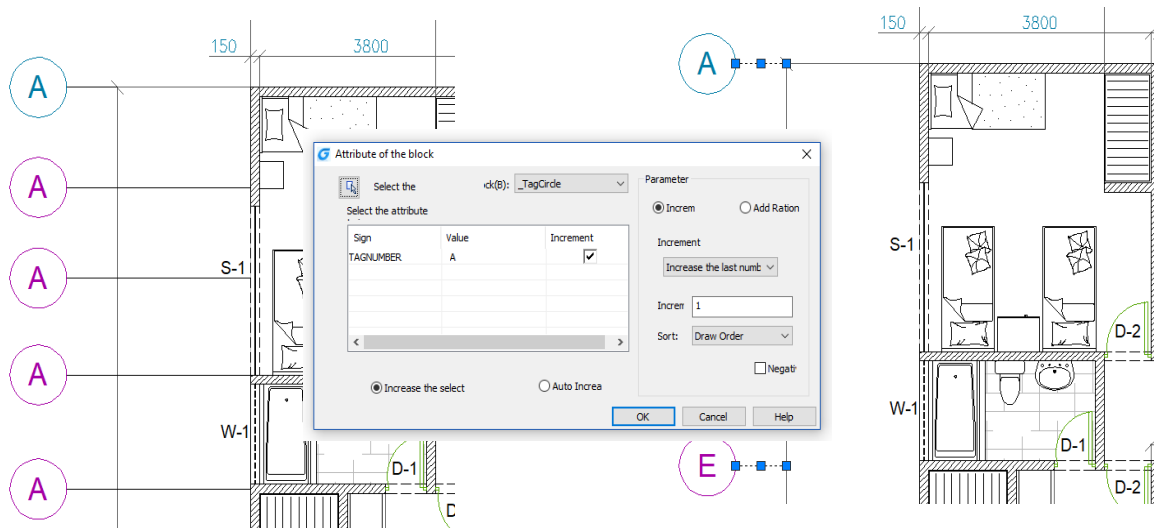 150
3800
A
A
A
A
A
S-1
W-1
D-1
D
Attribute of the block
Select the
ck(B):
_TagCircle
Select the attribute
Sign Value Increment
TAGNUMBER A
Increase the select
Auto Increa
Parameter
Increm
Add Ration
Increment
Increase the last numb
Increm
1
Sort:
Draw Order
Negati
OK Cancel Help
150
3800
A
E
S-1
W-1
D-2
D-1
D-2